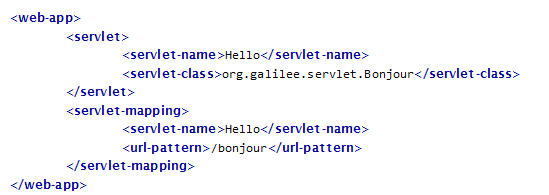 <web-app>
<servlet>
<servlet-name>Hello</servlet-name>
<servlet-class>org.galilee.servlet.Bonjour</servlet-class>
</servlet>
<servlet-mapping>
<servlet-name>Hello</servlet-name>
<url-pattern>/bonjour</url-pattern>
</servlet-mapping>
</web-app>